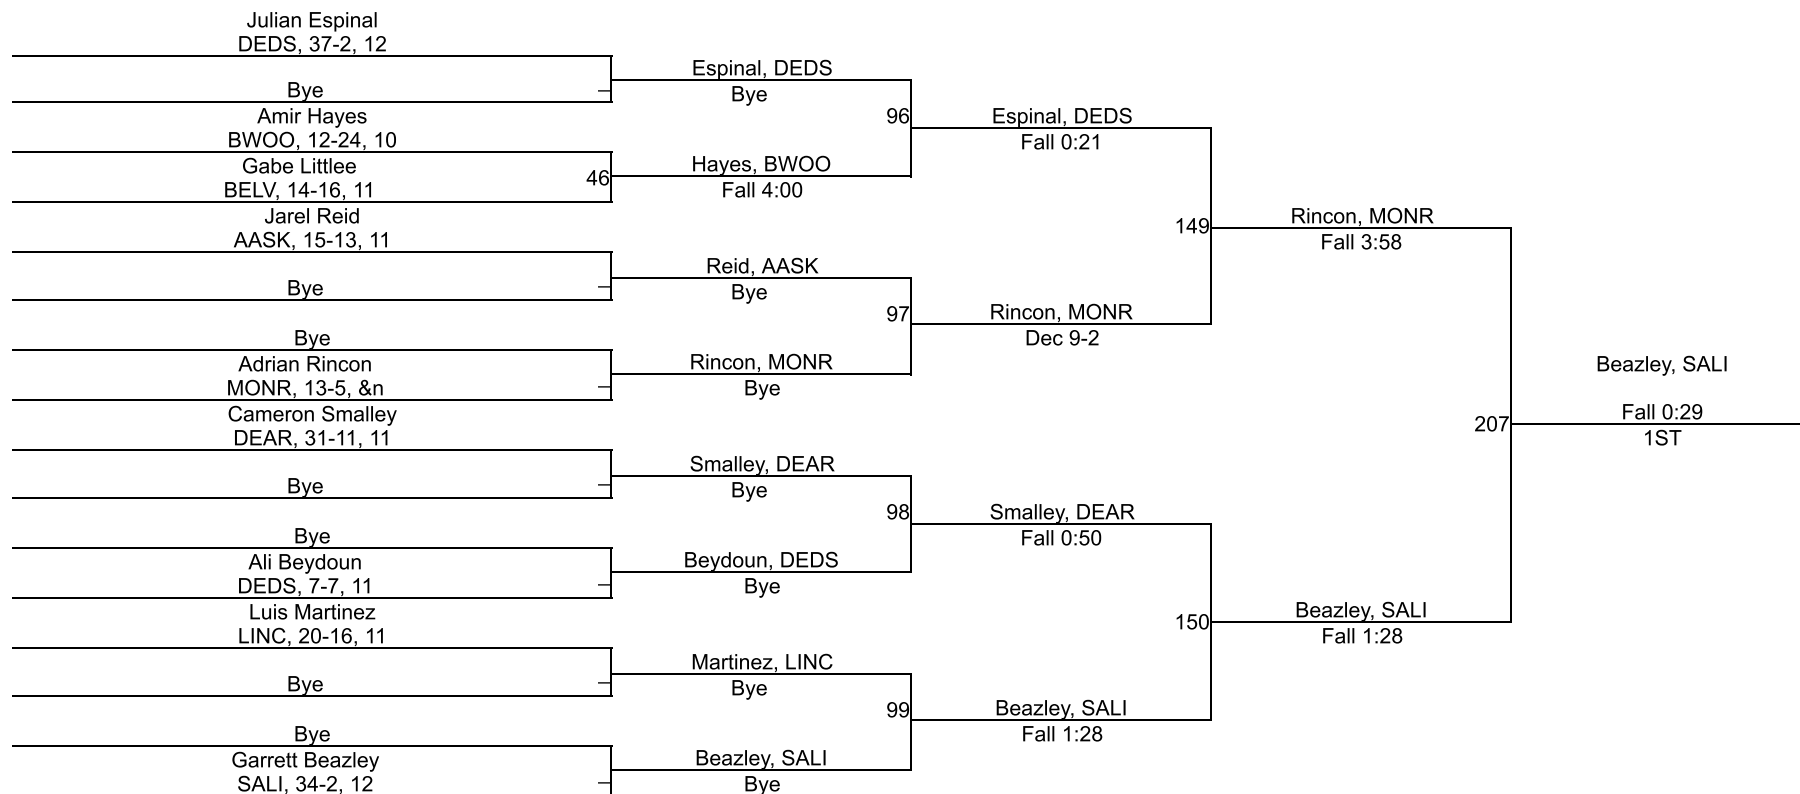 Julian Espinal
DEDS, 37-2, 12
Bye
Amir Hayes
BWOO, 12-24, 10
Gabe Littlee
BELV, 14-16, 11
46
Jarel Reid
AASK, 15-13, 11
Bye
Bye
Adrian Rincon
MONR, 13-5, &n
Cameron Smalley
DEAR, 31-11, 11
Bye
Bye
Ali Beydoun
DEDS, 7-7, 11
Luis Martinez
LINC, 20-16, 11
Bye
Bye
Garrett Beazley
SALI, 34-2, 12
Espinal, DEDS
Bye
96
Hayes, BWOO
Fall 4:00
Reid, AASK
Bye
97
Rincon, MONR
Bye
Smalley, DEAR
Bye
98
Beydoun, DEDS
Bye
Martinez, LINC
Bye
99
Beazley, SALI
Bye
Espinal, DEDS
Fall 0:21
149
Rincon, MONR
Dec 9-2
Smalley, DEAR
Fall 0:50
150
Beazley, SALI
Fall 1:28
Rincon, MONR
Fall 3:58
207
Beazley, SALI
Fall 1:28
Beazley, SALI
Fall 0:29
1ST